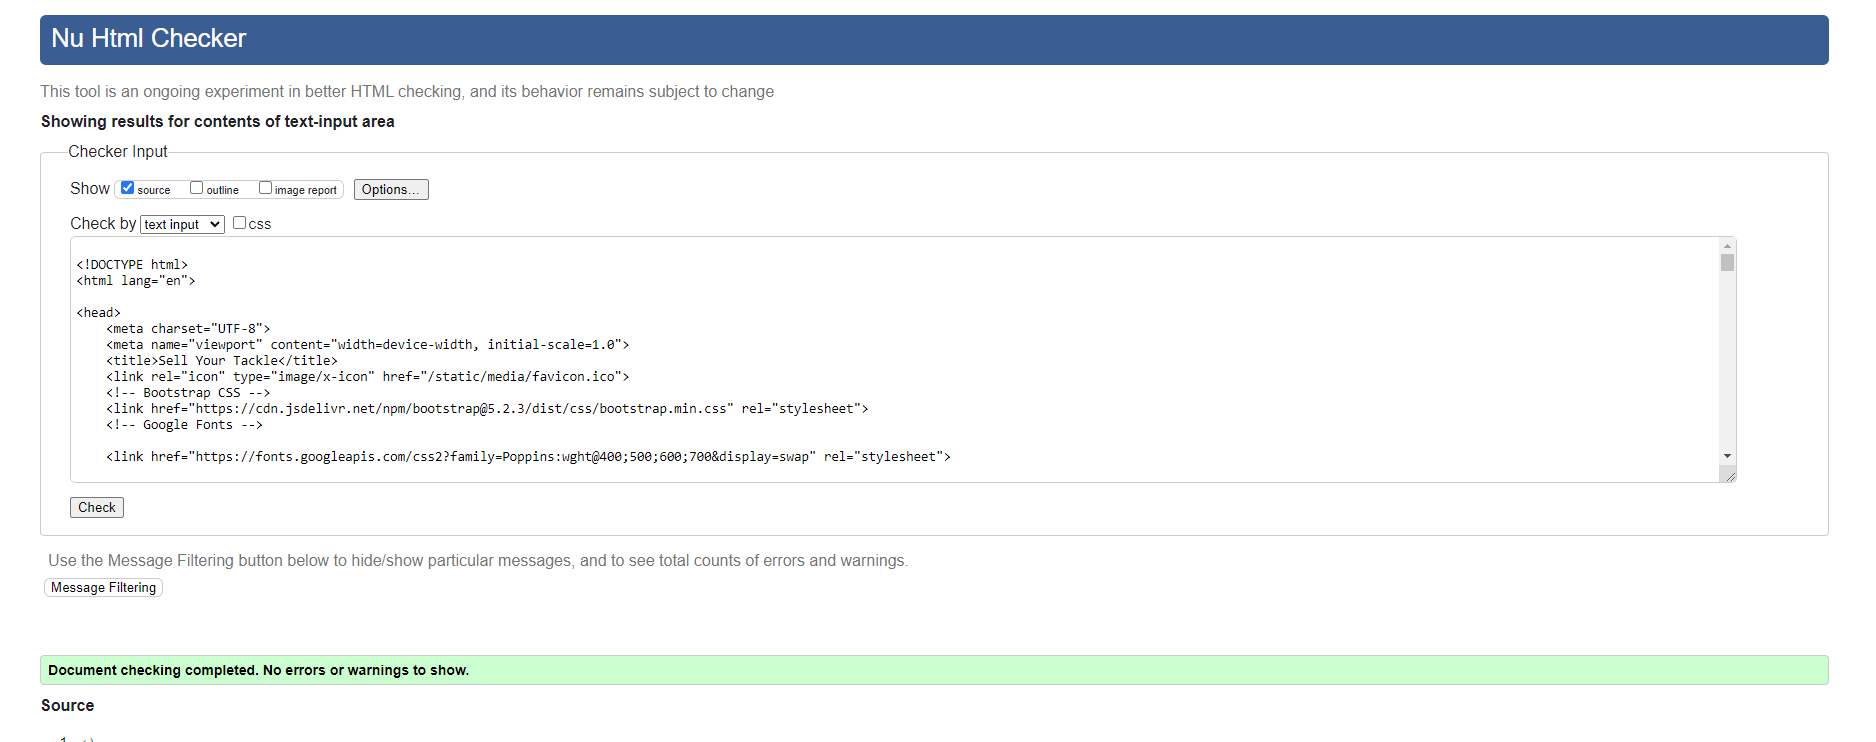 Nu Html Checker
This tool is an ongoing experiment in better HTML checking, and its behavior remains subject to change
Showing results for contents of text-input area
Checker Input
Show source outline image report Options...
Check by text input css
<!DOCTYPE html>
<html lang="en">
<head>
<meta charset="UTF-8">
<meta name="viewport" content="width=device-width, initial-scale=1.0">
<title>Sell Your Tackle</title>
<link rel="icon" type="image/x-icon" href="/static/media/favicon.ico">
<!-- Bootstrap CSS -->
<link href="https://cdn.jsdelivr.net/npm/bootstrap@5.2.3/dist/css/bootstrap.min.css" rel="stylesheet">
<!-- Google Fonts -->
<link href="https://fonts.googleapis.com/css2?family=Poppins:wght@400;500;600;700&display=swap" rel="stylesheet">
Check
Use the Message Filtering button below to hide/show particular messages, and to see total counts of errors and warnings.
Message Filtering
Document checking completed. No errors or warnings to show.
Source